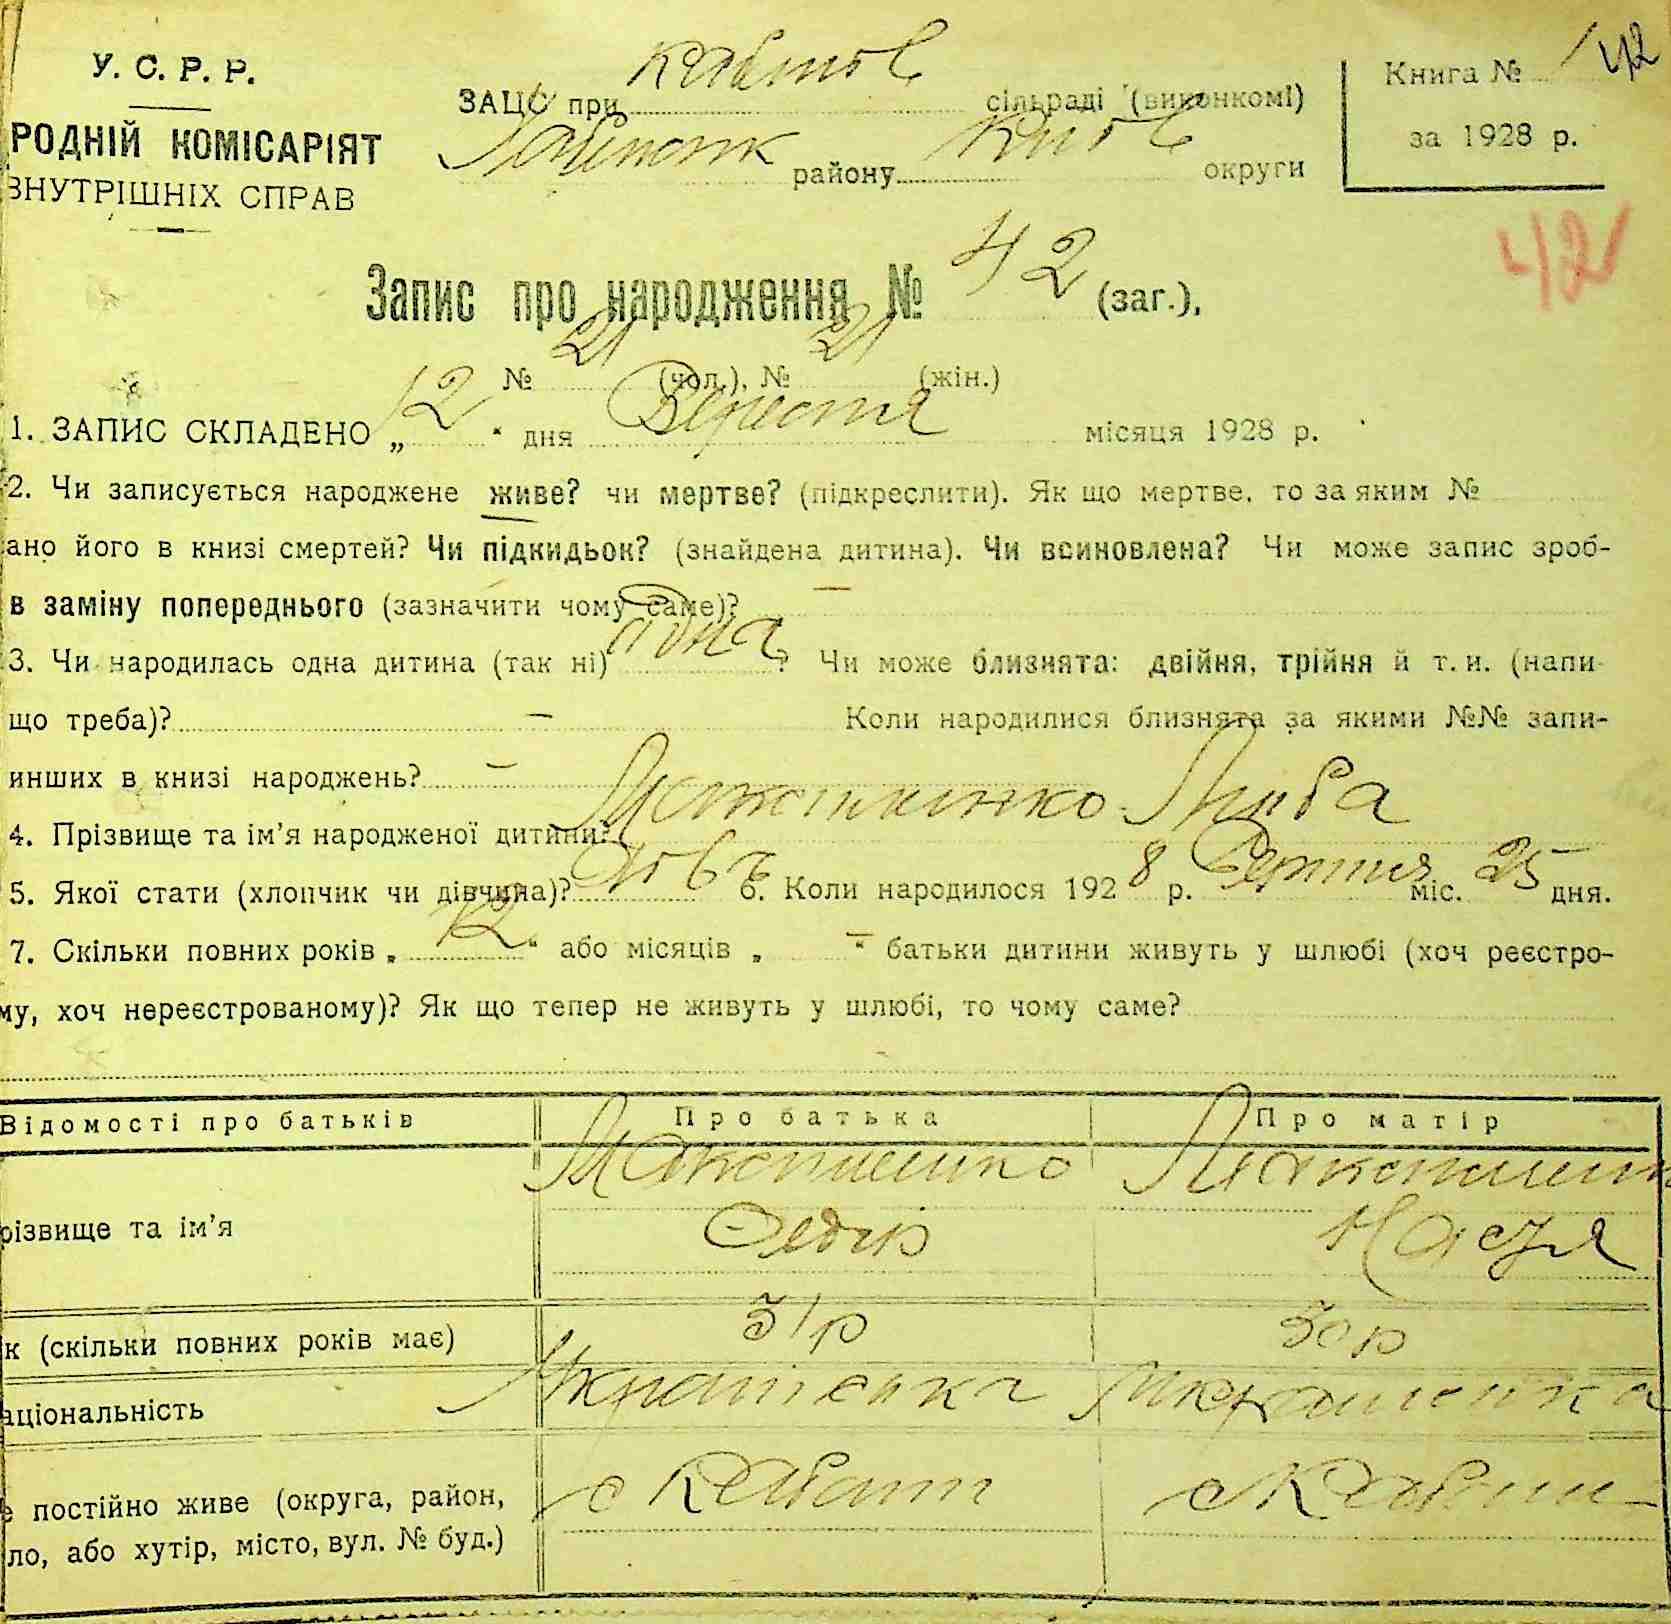 У. С. Р. Р.
РОДНІЙ КОМІСАРІЯТ
ВНУТРІШНІХ СПРАВ
ЗАЦС при сільраді (виконкомі)
району Київ округи
Книга № 1 42
за 1928 р.
42
Запис про народження № 42 (заг.),
№ 21 (чол.), № 21 (жін.)
1. ЗАПИС СКЛАДЕНО „ 12 “ дня Вересня місяця 1928 р.
2. Чи записується народжене живе? чи мертве? (підкреслити). Як що мертве, то за яким №
ано його в книзі смертей? Чи підкидьок? (знайдена дитина). Чи всиновлена? Чи може запис зроб-
в заміну попереднього (зазначити чому саме)? —
3. Чи народилась одна дитина (так ні) одна ? Чи може близнята: двійня, трійня й т. и. (напи-
що треба)? — Коли народилися близнята за якими №№ запи-
инших в книзі народжень? —
4. Прізвище та ім’я народженої дитини? Люба
5. Якої стати (хлопчик чи дівчина)? 6. Коли народилося 1928 р. Серпня міс. 25 дня.
7. Скільки повних років „ 12 “ або місяців „ — “ батьки дитини живуть у шлюбі (хоч реєстро-
му, хоч нереєстрованому)? Як що тепер не живуть у шлюбі, то чому саме?
Відомості про батьків Про батька Про матір
різвище та ім’я
Федір Настя
к (скільки повних років має) 31 р 30 р
аціональність Українка
е постійно живе (округа, район,
ло, або хутір, місто, вул. № буд.)